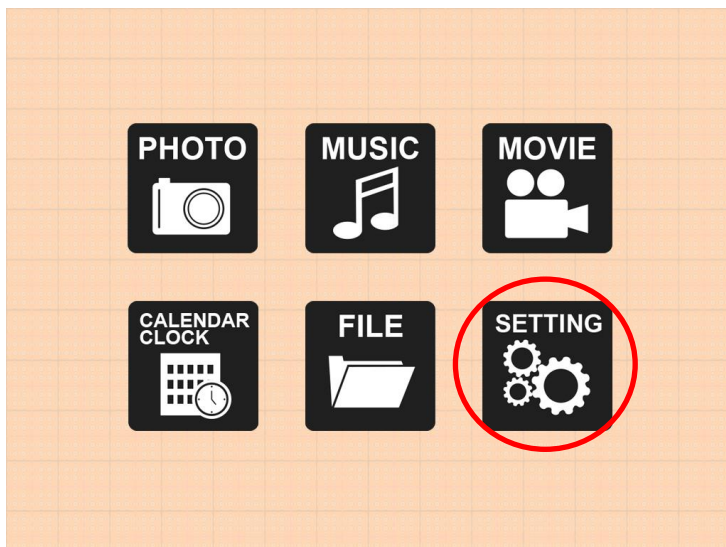 PHOTO
MUSIC
MOVIE
CALENDAR
CLOCK
FILE
SETTING